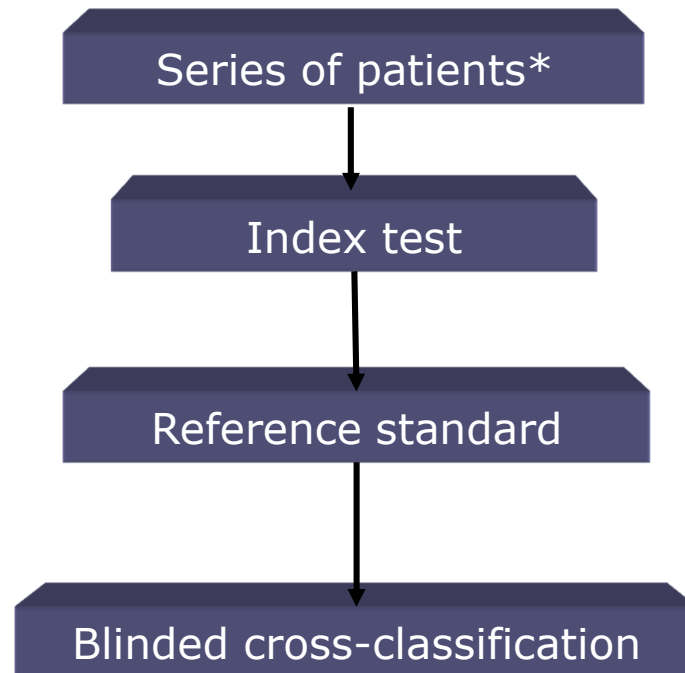 Series of patients*
Index test
Reference standard
Blinded cross-classification